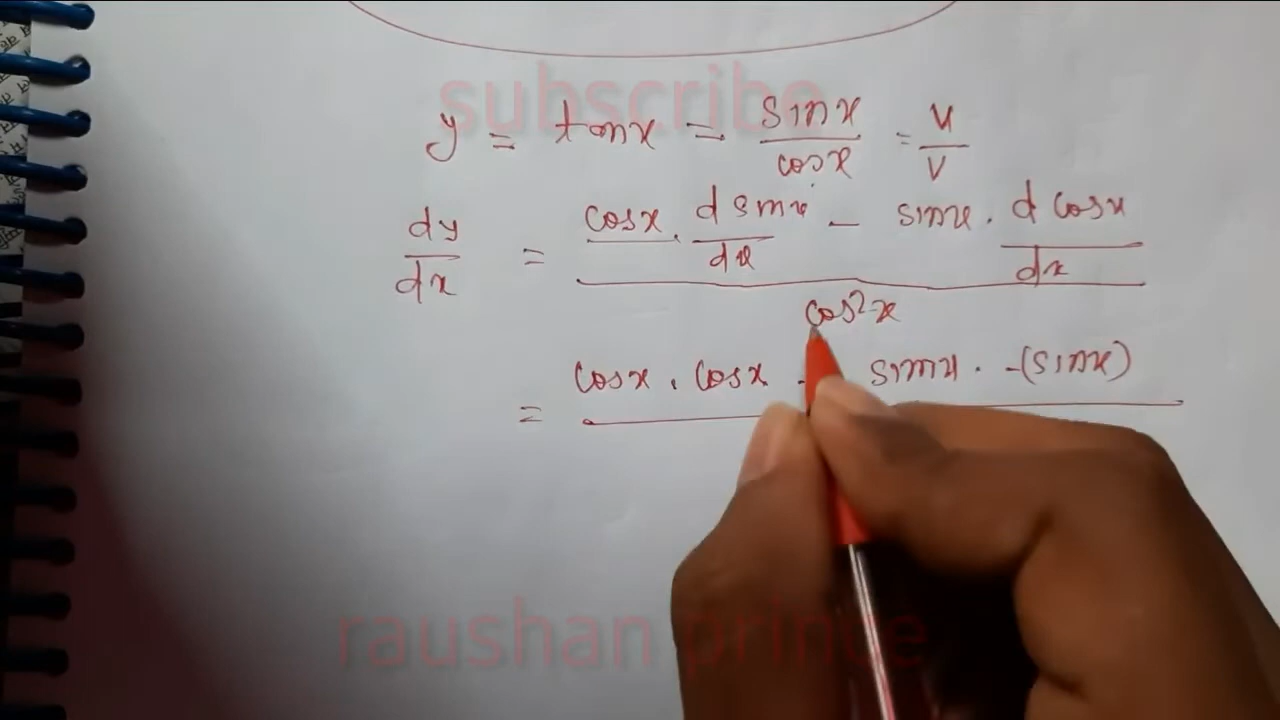 subscribe
y = tanx = sinx / cosx = u / v
dy / dx = cosx . d sinx / dx - sinx . d cosx / dx / cos²x
= cosx . cosx - sinx . -(sinx)
raushan prince